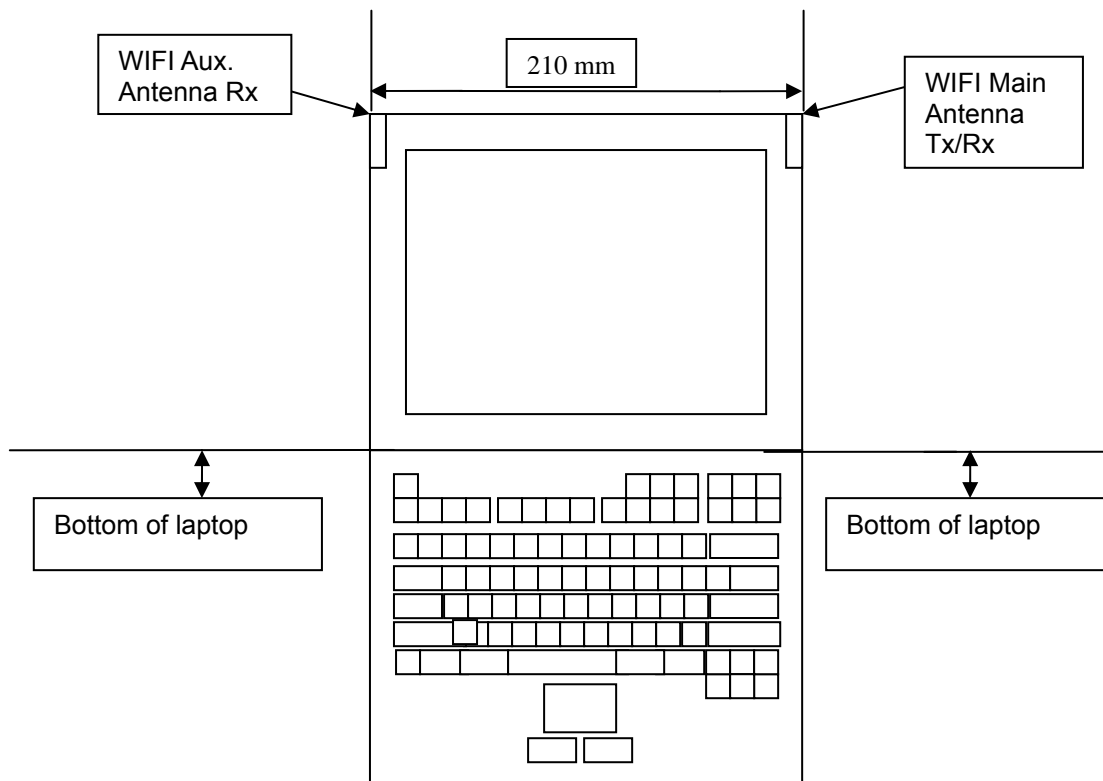 WIFI Aux.
Antenna Rx
210 mm
WIFI Main
Antenna
Tx/Rx
Bottom of laptop
Bottom of laptop